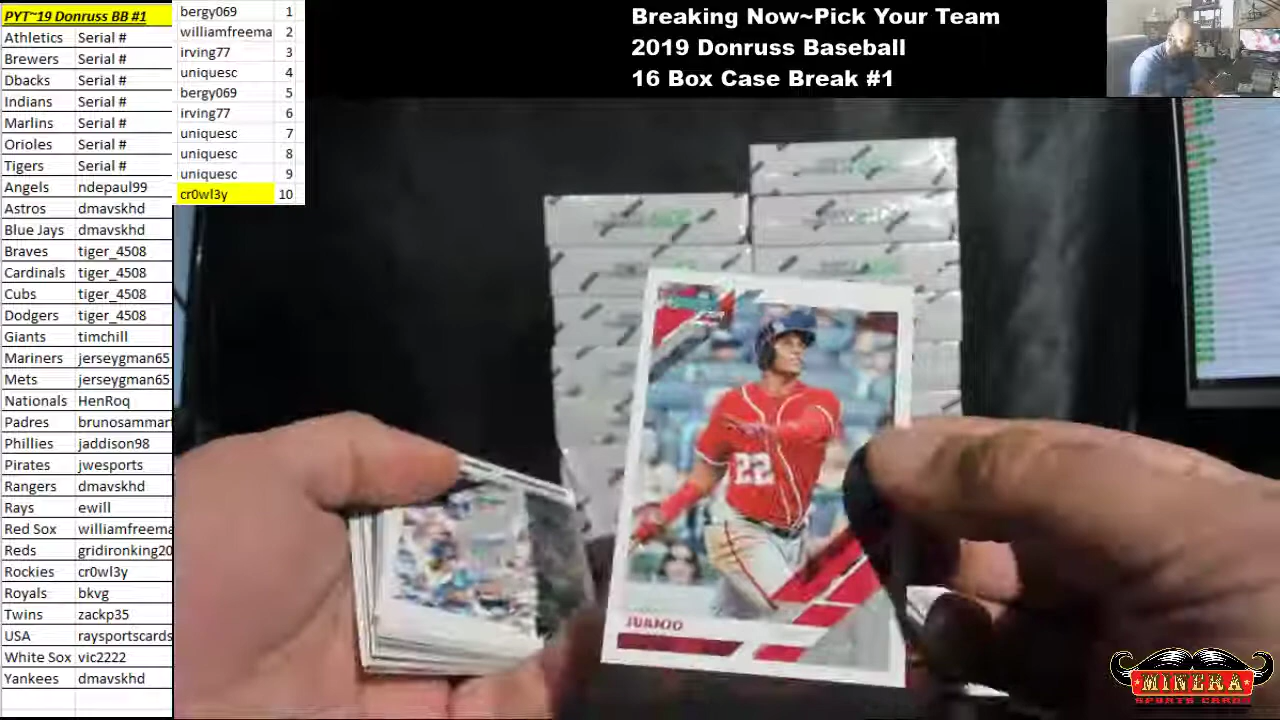 PYT~19 Donruss BB #1
Athletics Serial #
Brewers Serial #
Dbacks Serial #
Indians Serial #
Marlins Serial #
Orioles Serial #
Tigers Serial #
Angels ndepaul99
Astros dmavskhd
Blue Jays dmavskhd
Braves tiger_4508
Cardinals tiger_4508
Cubs tiger_4508
Dodgers tiger_4508
Giants timchill
Mariners jerseygman65
Mets jerseygman65
Nationals HenRoq
Padres brunosammar
Phillies jaddison98
Pirates jwesports
Rangers dmavskhd
Rays ewill
Red Sox williamfreema
Reds gridironking20
Rockies cr0wl3y
Royals bkvg
Twins zackp35
USA raysportscards
White Sox vic2222
Yankees dmavskhd
bergy069 1
williamfreema 2
irving77 3
uniquesc 4
bergy069 5
irving77 6
uniquesc 7
uniquesc 8
uniquesc 9
cr0wl3y 10
Breaking Now~Pick Your Team
2019 Donruss Baseball
16 Box Case Break #1
22
MINERA
SPORTS CARD